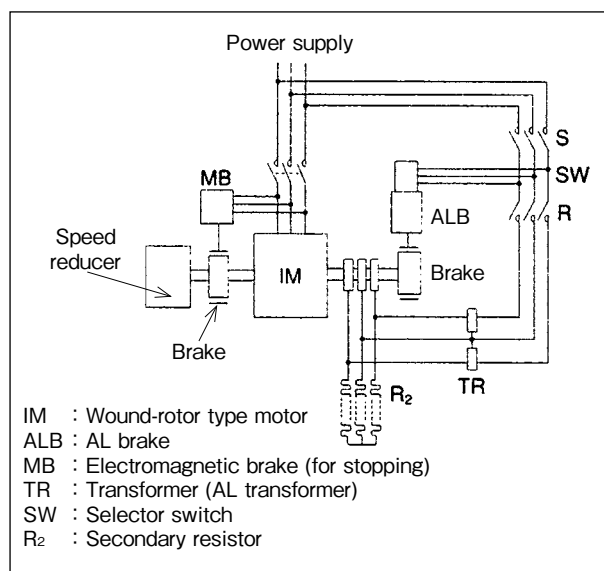 Power supply
S
SW
MB
ALB
R
Speed
reducer
IM
Brake
Brake
TR
R₂
IM : Wound-rotor type motor
ALB : AL brake
MB : Electromagnetic brake (for stopping)
TR : Transformer (AL transformer)
SW : Selector switch
R₂ : Secondary resistor